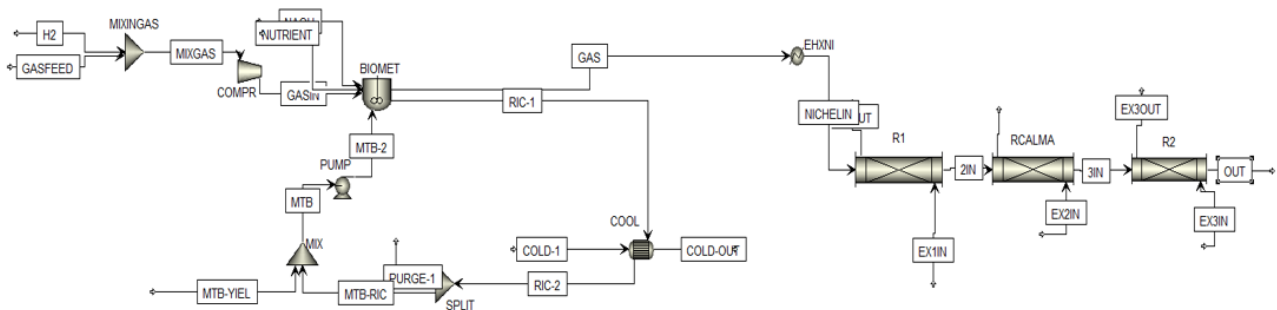 MIXINGAS
H2
GASFEED
MIXGAS
COMPR
GASIN
NUTRIENT
BIOMET
GAS
EHXNI
RIC-1
NICHELIN
R1
2IN
RCALMA
3IN
EX3OUT
R2
OUT
EX1IN
EX2IN
EX3IN
MTB-2
PUMP
MTB
MIX
COOL
COLD-1
COLD-OUT
RIC-2
PURGE-1
MTB-YIEL
MTB-RIC
SPLIT